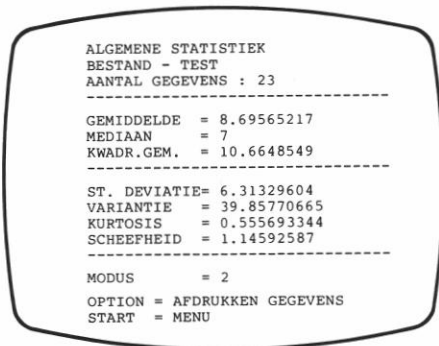 ALGEMENE STATISTIEK
BESTAND - TEST
AANTAL GEGEVENS : 23
----------------------------------
GEMIDDELDE = 8.69565217
MEDIAAN = 7
KWADR.GEM. = 10.6648549
----------------------------------
ST. DEVIATIE= 6.31329604
VARIANTIE = 39.85770665
KURTOSIS = 0.555693344
SCHEEFHEID = 1.14592587
----------------------------------
MODUS = 2
OPTION = AFDRUKKEN GEGEVENS
START = MENU